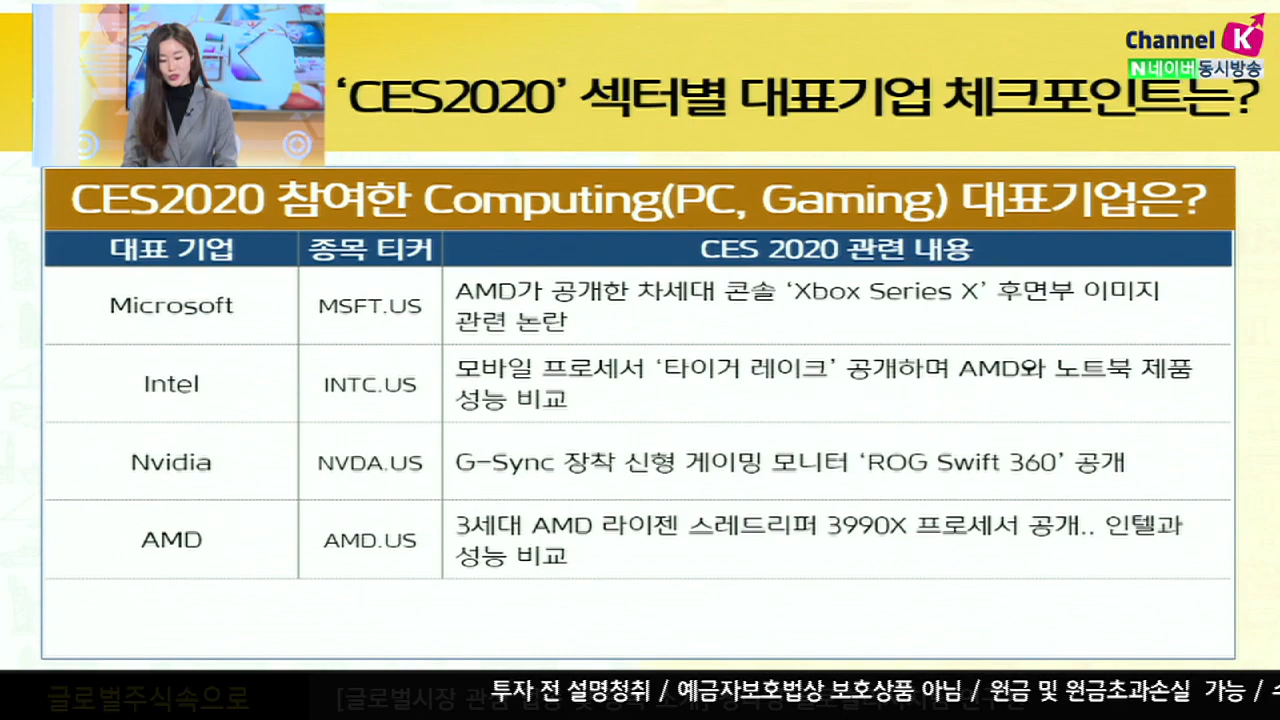 Channel K
N네이버 동시방송
‘CES2020’ 섹터별 대표기업 체크포인트는?
CES2020 참여한 Computing(PC, Gaming) 대표기업은?
대표 기업 종목 티커 CES 2020 관련 내용
Microsoft MSFT.US AMD가 공개한 차세대 콘솔 ‘Xbox Series X’ 후면부 이미지
관련 논란
Intel INTC.US 모바일 프로세서 ‘타이거 레이크’ 공개하며 AMD와 노트북 제품
성능 비교
Nvidia NVDA.US G-Sync 장착 신형 게이밍 모니터 ‘ROG Swift 360’ 공개
AMD AMD.US 3세대 AMD 라이젠 스레드리퍼 3990X 프로세서 공개.. 인텔과
성능 비교
글로벌주식속으로
투자 전 설명청취 / 예금자보호법상 보호상품 아님 / 원금 및 원금초과손실 가능 /